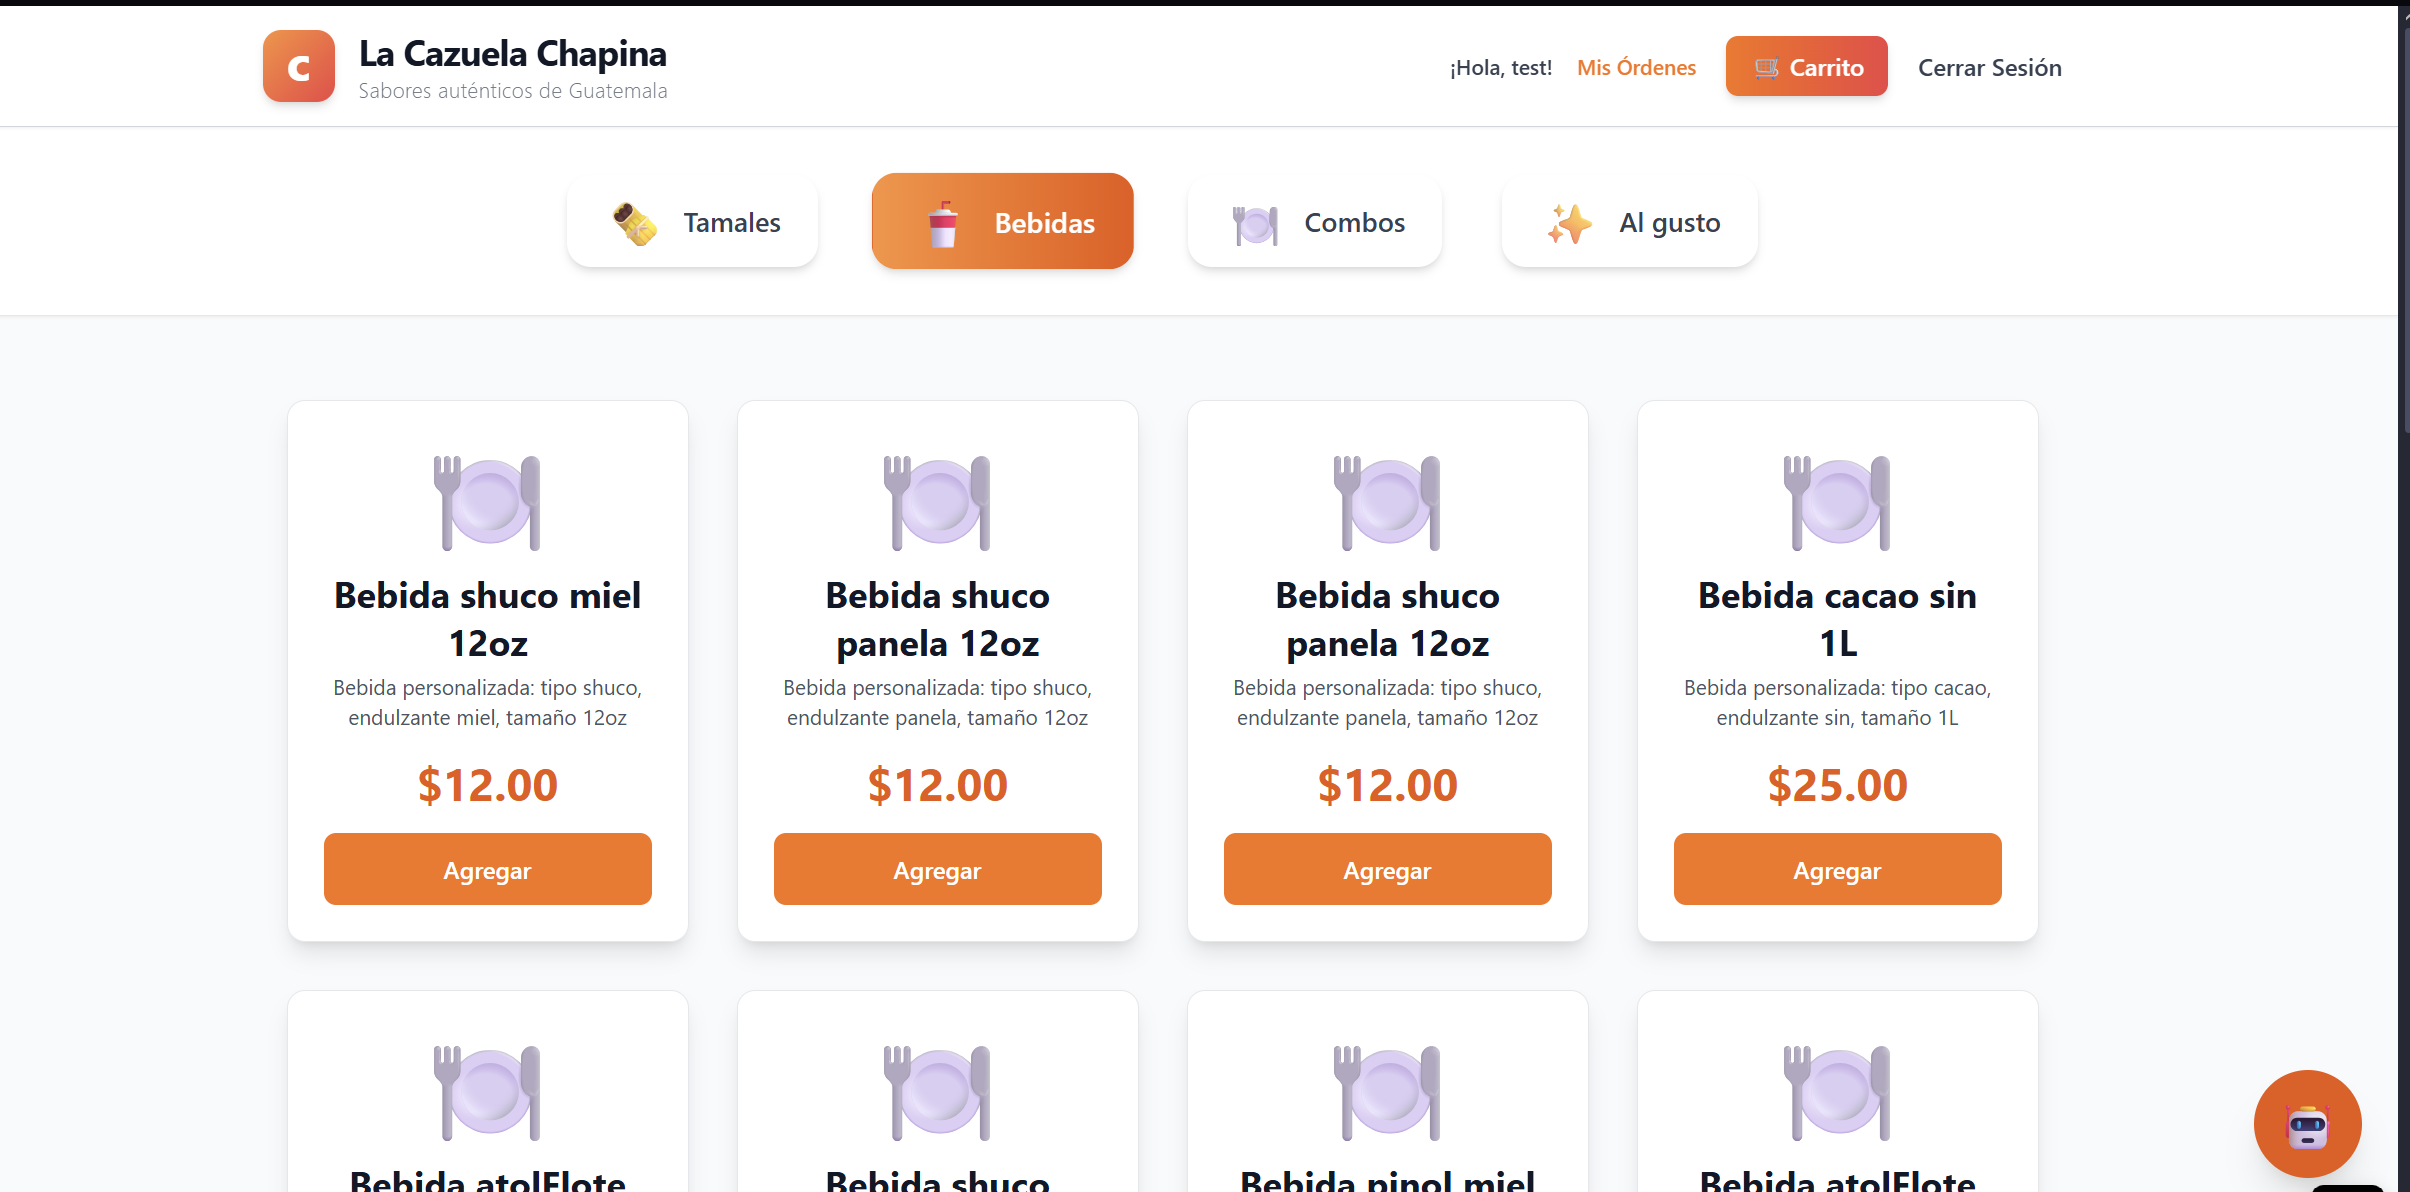 C
La Cazuela Chapina
Sabores auténticos de Guatemala
¡Hola, test!
Mis Órdenes
Carrito
Cerrar Sesión
Tamales
Bebidas
Combos
Al gusto
Bebida shuco miel
12oz
Bebida personalizada: tipo shuco,
endulzante miel, tamaño 12oz
$12.00
Agregar
Bebida shuco
panela 12oz
Bebida personalizada: tipo shuco,
endulzante panela, tamaño 12oz
$12.00
Agregar
Bebida shuco
panela 12oz
Bebida personalizada: tipo shuco,
endulzante panela, tamaño 12oz
$12.00
Agregar
Bebida cacao sin
1L
Bebida personalizada: tipo cacao,
endulzante sin, tamaño 1L
$25.00
Agregar
Bebida atolElote
Bebida shuco
Bebida pinol miel
Bebida atolElote